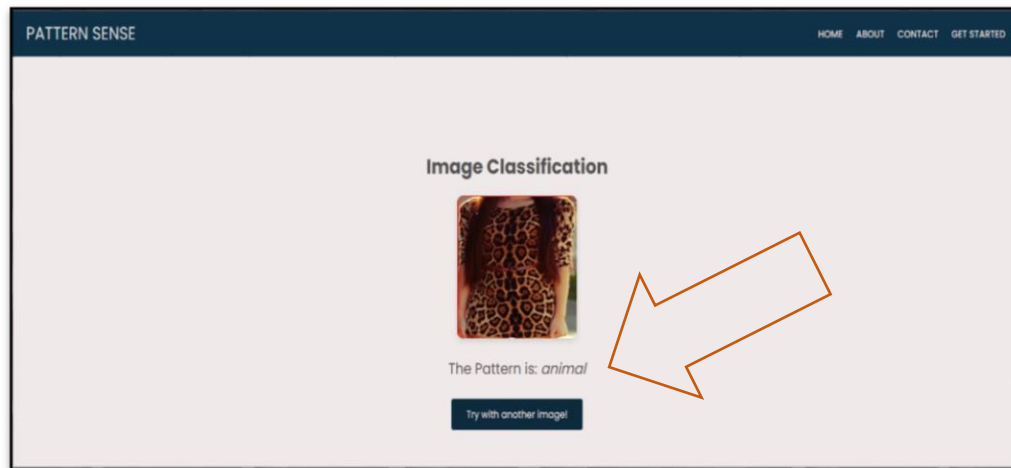 PATTERN SENSE
HOME ABOUT CONTACT GET STARTED
Image Classification
The Pattern is: animal
Try with another image!